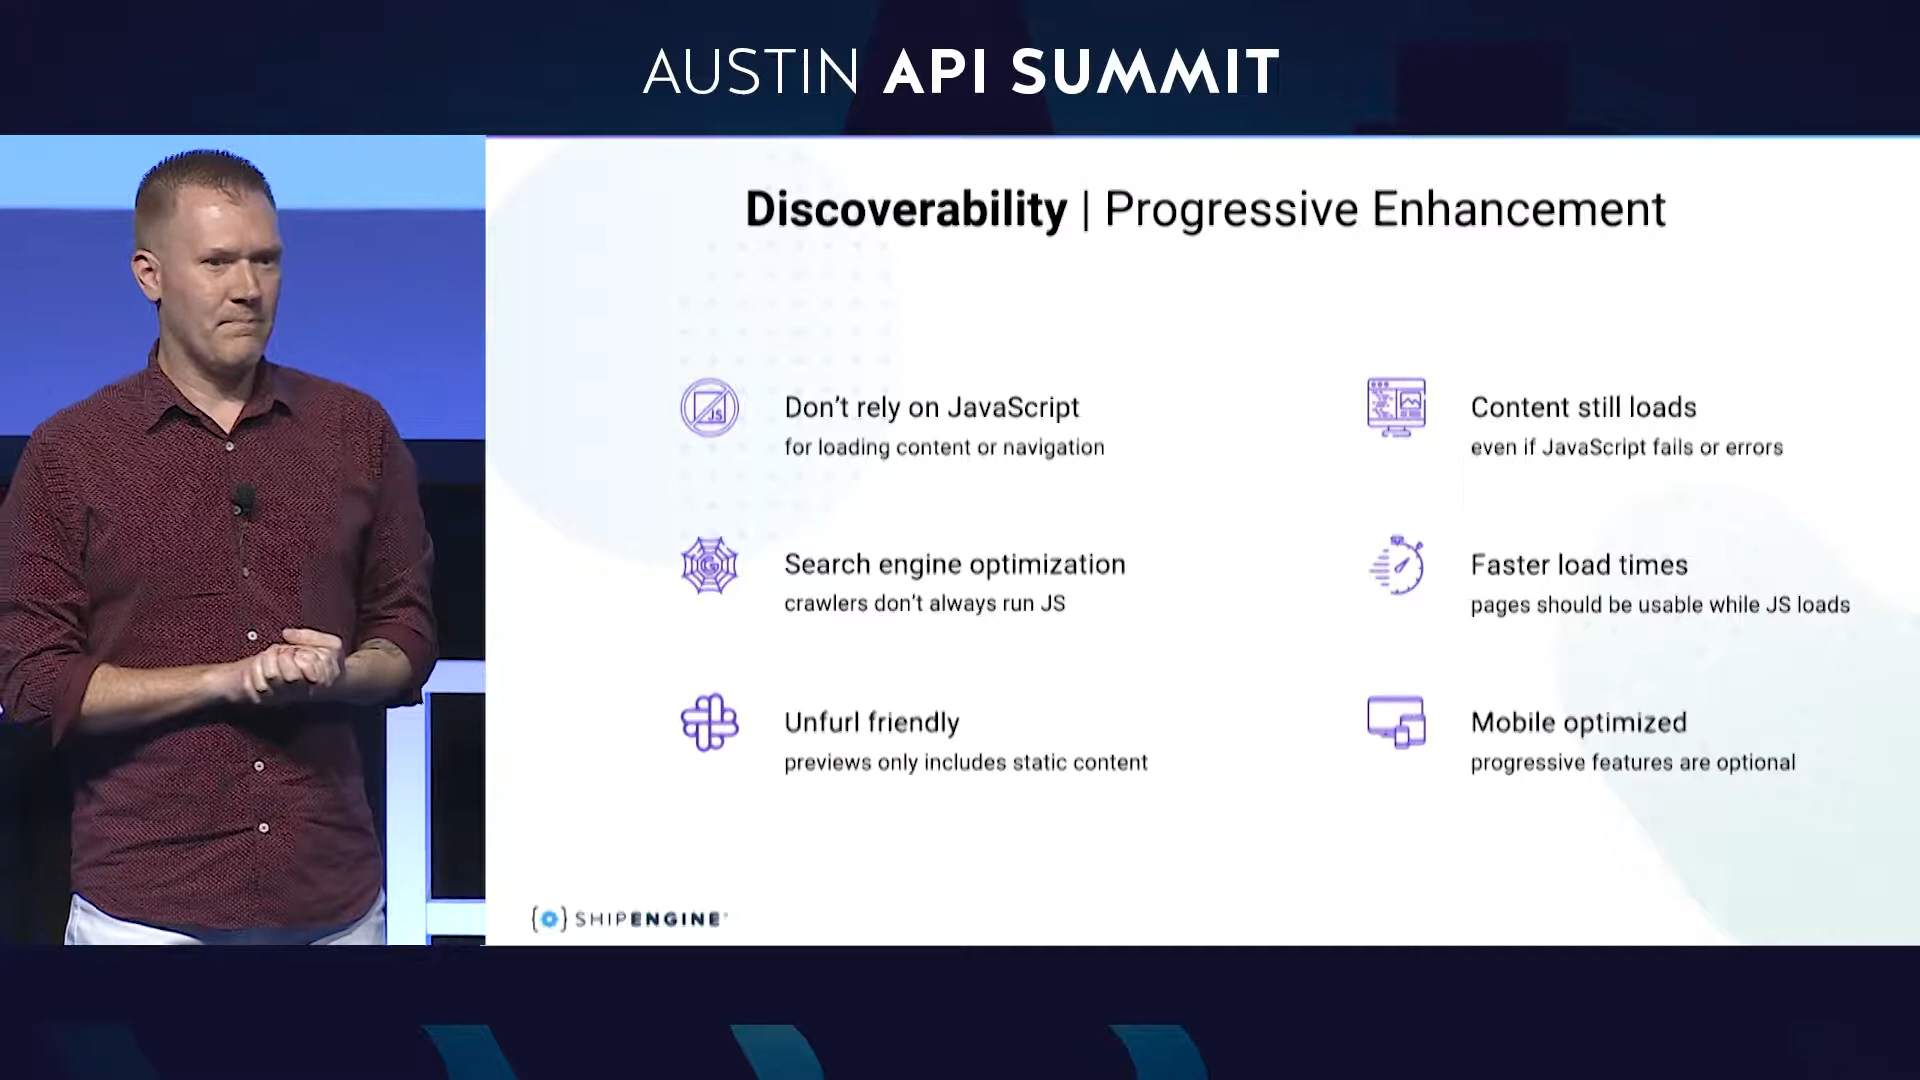 AUSTIN API SUMMIT
Discoverability | Progressive Enhancement
JS
Don't rely on JavaScript
for loading content or navigation
Content still loads
even if JavaScript fails or errors
G
Search engine optimization
crawlers don't always run JS
Faster load times
pages should be usable while JS loads
Unfurl friendly
previews only includes static content
Mobile optimized
progressive features are optional
{ } SHIPENGINE